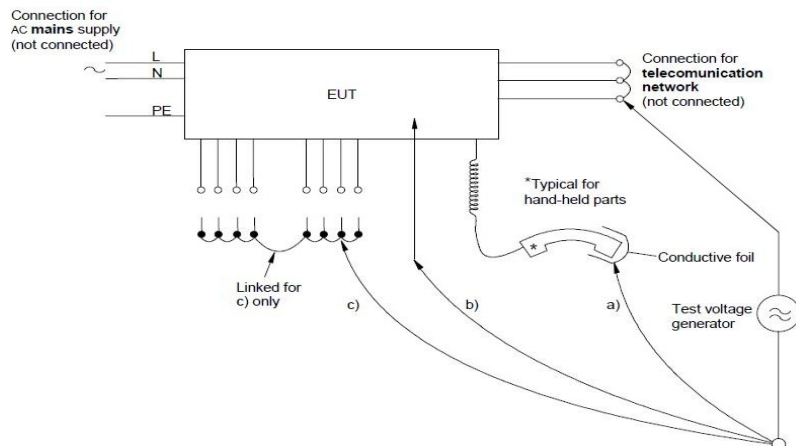 Connection for
AC mains supply
(not connected)
L
N
PE
EUT
Connection for
telecomunication
network
(not connected)
*Typical for
hand-held parts
*
Conductive foil
Linked for
c) only
c)
b)
a)
Test voltage
generator